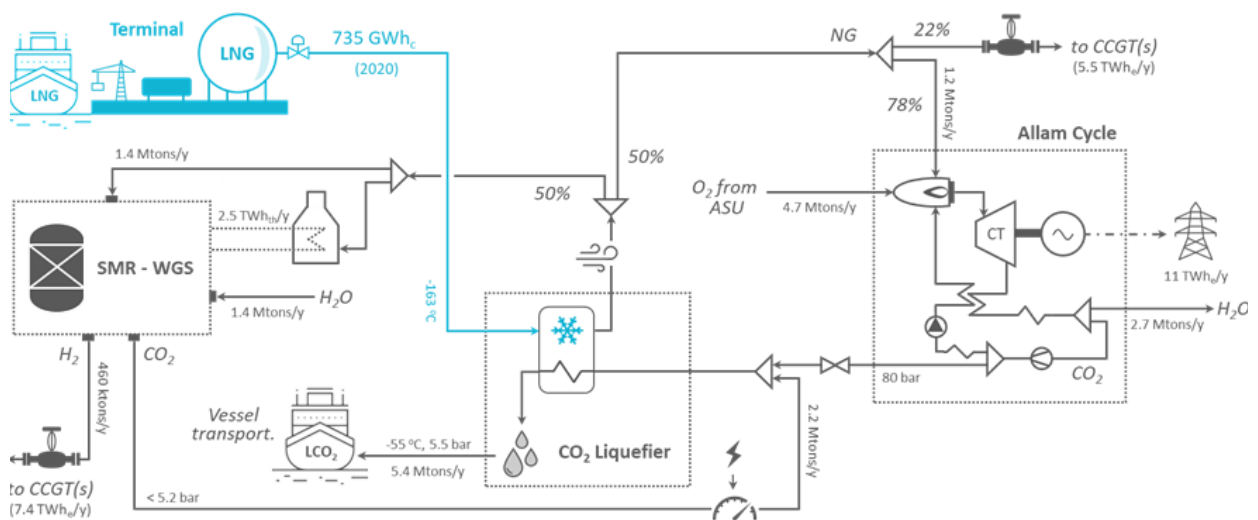 Terminal
LNG
LNG
735 GWhc
(2020)
NG
22%
to CCGT(s)
(5.5 TWhe/y)
1.2 Mtons/y
78%
Allam Cycle
1.4 Mtons/y
50%
50%
O2 from
ASU
4.7 Mtons/y
CT
11 TWhe/y
2.5 TWhth/y
SMR - WGS
H2O
1.4 Mtons/y
-163 ºC
H2O
2.7 Mtons/y
H2
CO2
460 ktons/y
CO2
80 bar
2.2 Mtons/y
Vessel
transport.
LCO2
-55 ºC, 5.5 bar
5.4 Mtons/y
CO2 Liquefier
to CCGT(s)
(7.4 TWhe/y)
< 5.2 bar